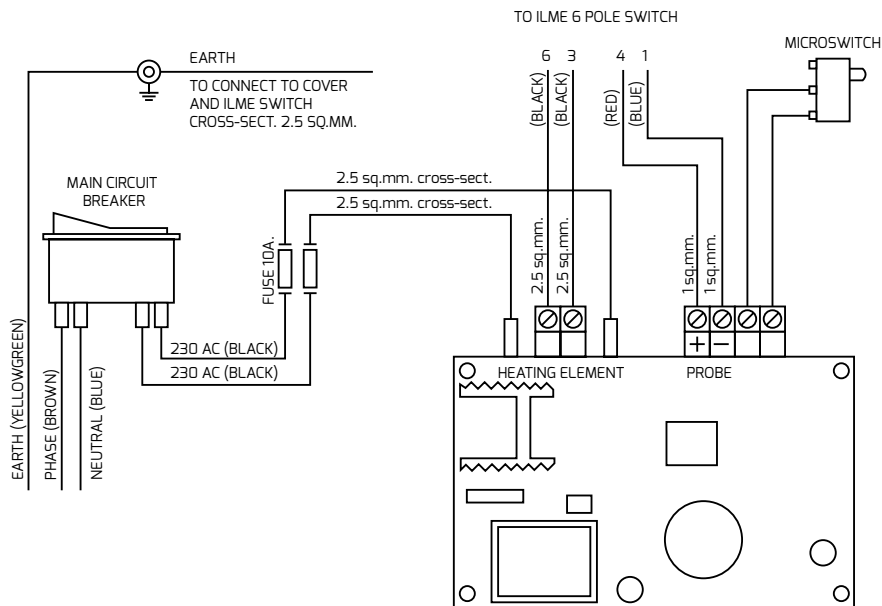 TO ILME 6 POLE SWITCH
MICROSWITCH
6 3 4 1
(BLACK)
(BLACK)
(RED)
(BLUE)
EARTH
TO CONNECT TO COVER
AND ILME SWITCH
CROSS-SECT. 2.5 SQ.MM.
MAIN CIRCUIT
BREAKER
2.5 sq.mm. cross-sect.
2.5 sq.mm. cross-sect.
FUSE 10A.
2.5 sq.mm.
2.5 sq.mm.
1 sq.mm.
1 sq.mm.
230 AC (BLACK)
230 AC (BLACK)
+ −
HEATING ELEMENT
PROBE
EARTH (YELLOWGREEN)
PHASE (BROWN)
NEUTRAL (BLUE)